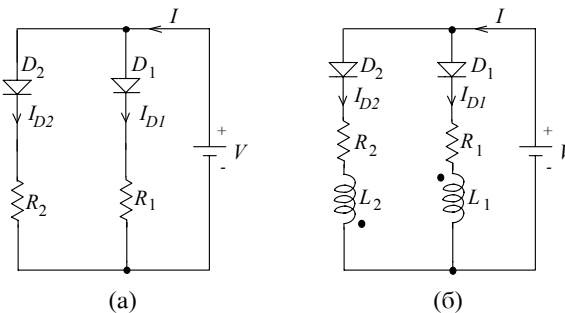 I
D2
D1
ID2
ID1
+
V
-
R2
R1
(а)
I
D2
D1
ID2
ID1
R2
R1
+
V
-
L2
L1
(б)